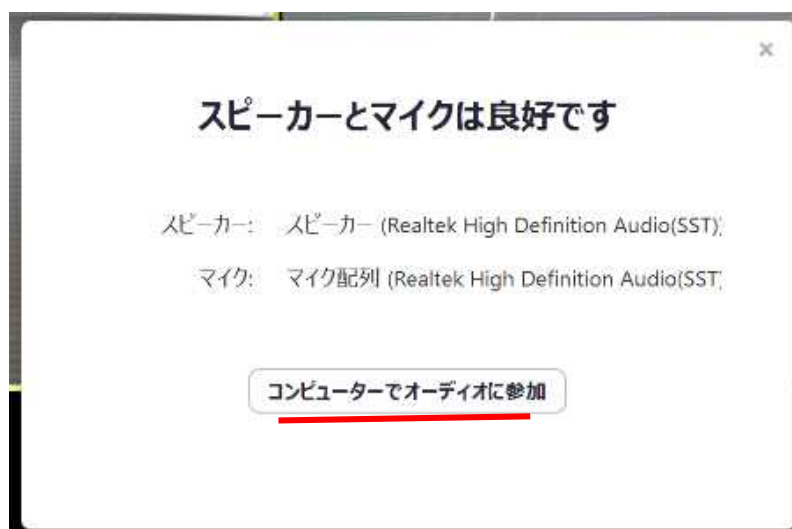 スピーカーとマイクは良好です
スピーカー: スピーカー (Realtek High Definition Audio(SST))
マイク: マイク配列 (Realtek High Definition Audio(SST
コンピューターでオーディオに参加